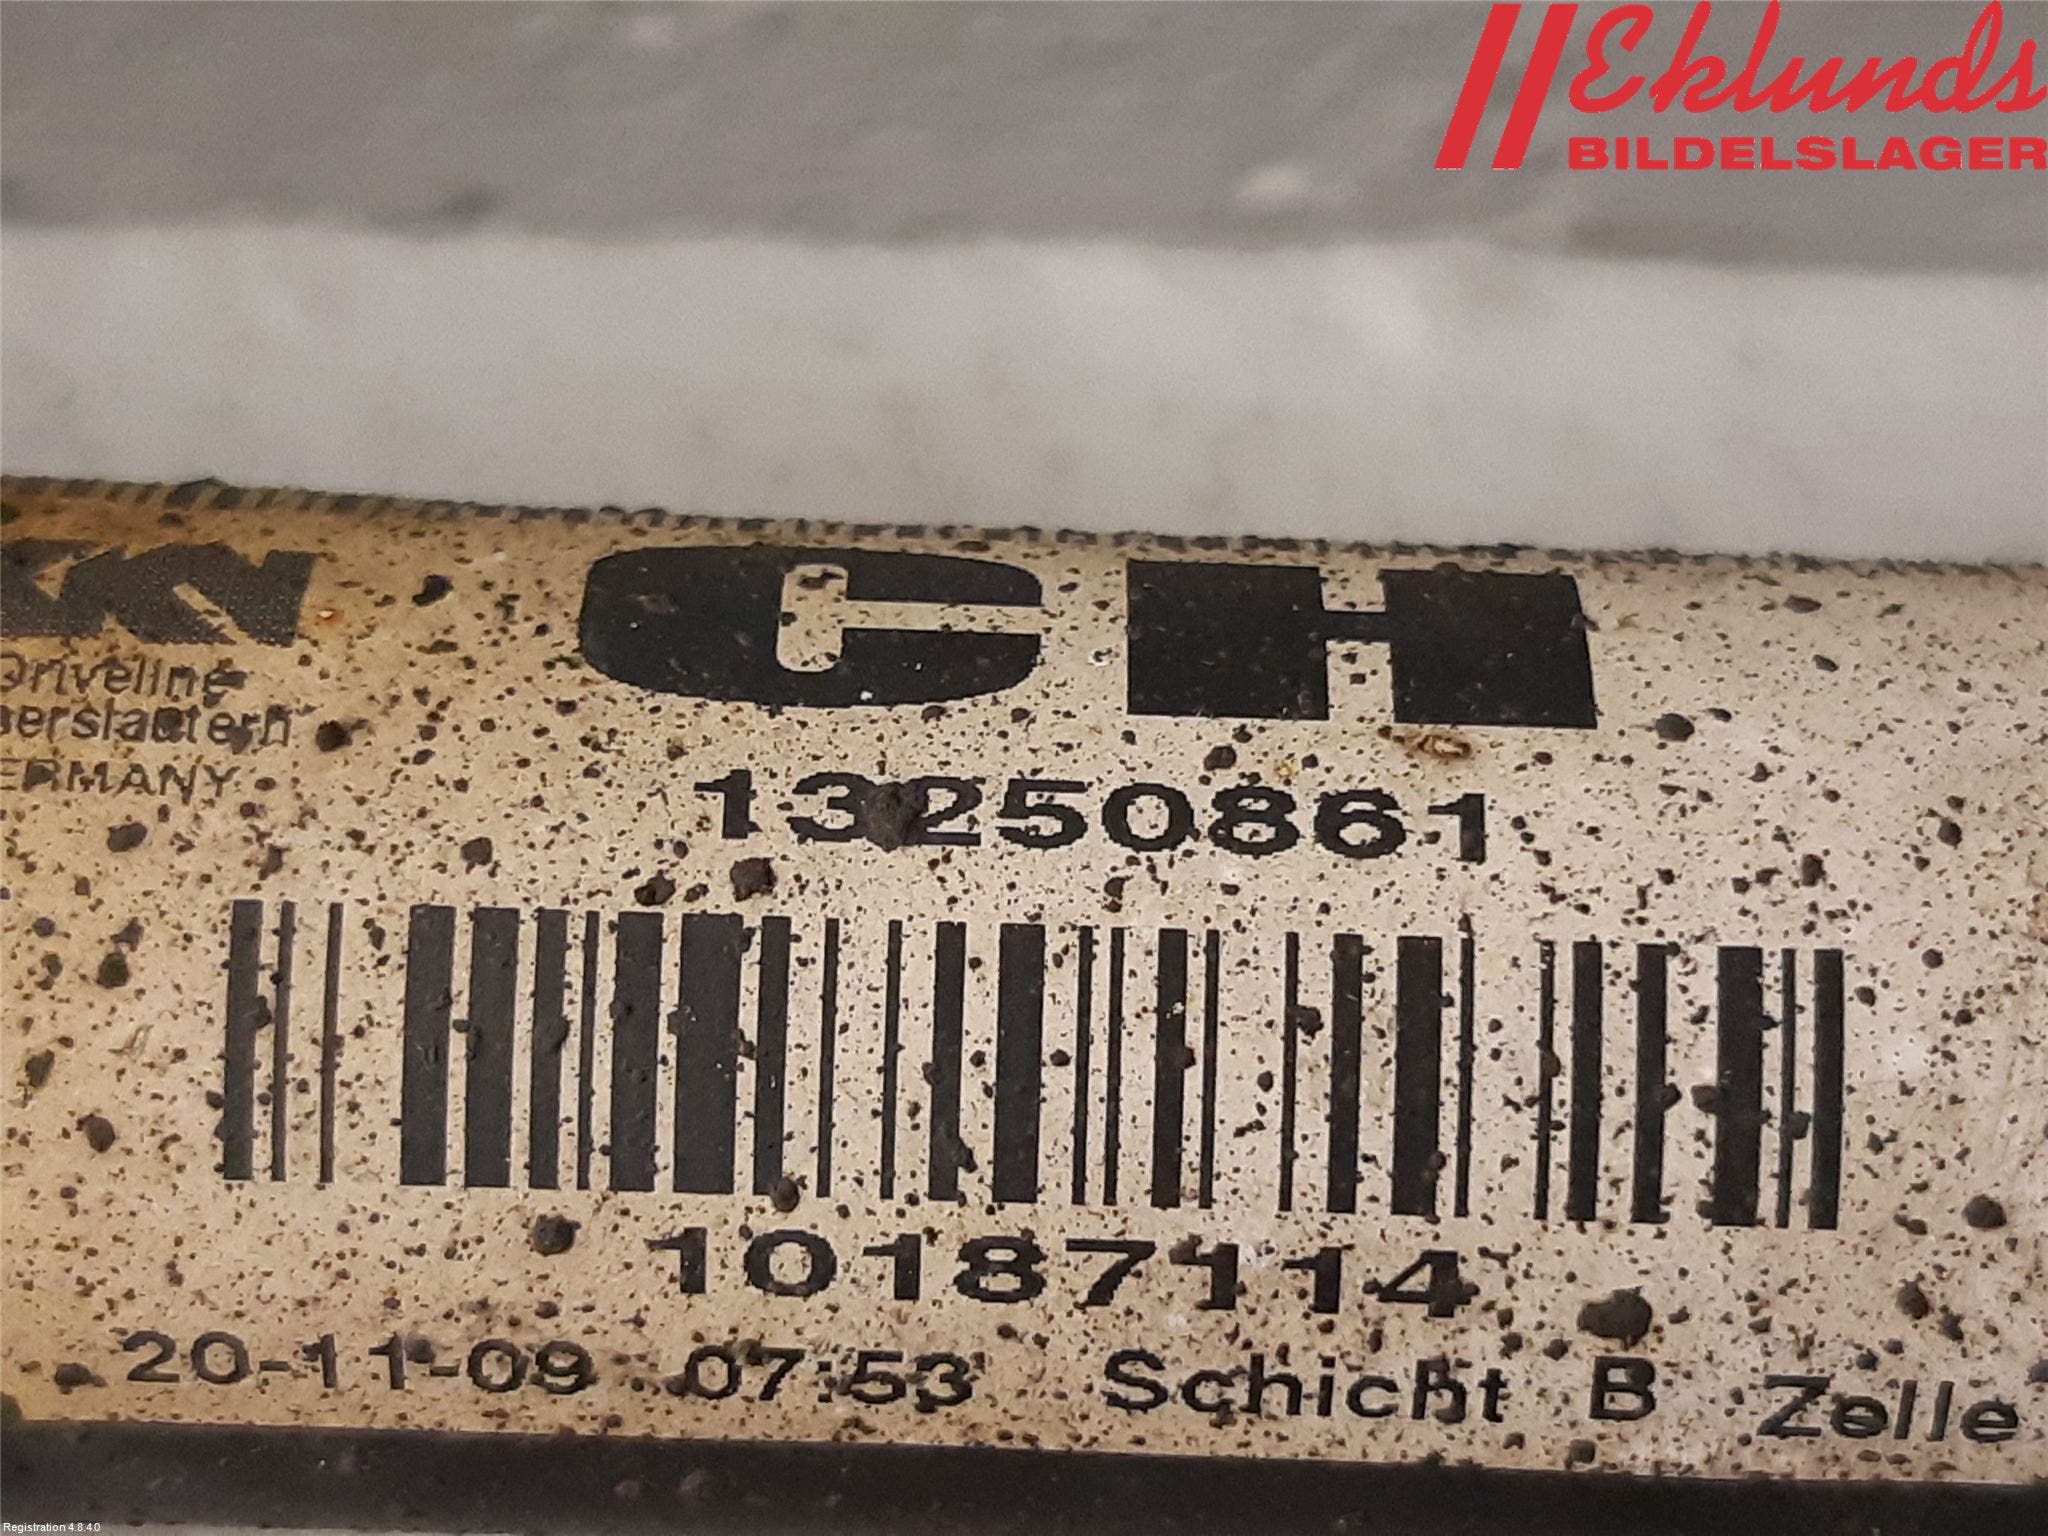 Eklunds
BILDELSLAGER
CH
Driveline
GERMANY
13250861
10187114
20-11-09 07:53 Schicht B Zelle
Registration 4.8.4.0